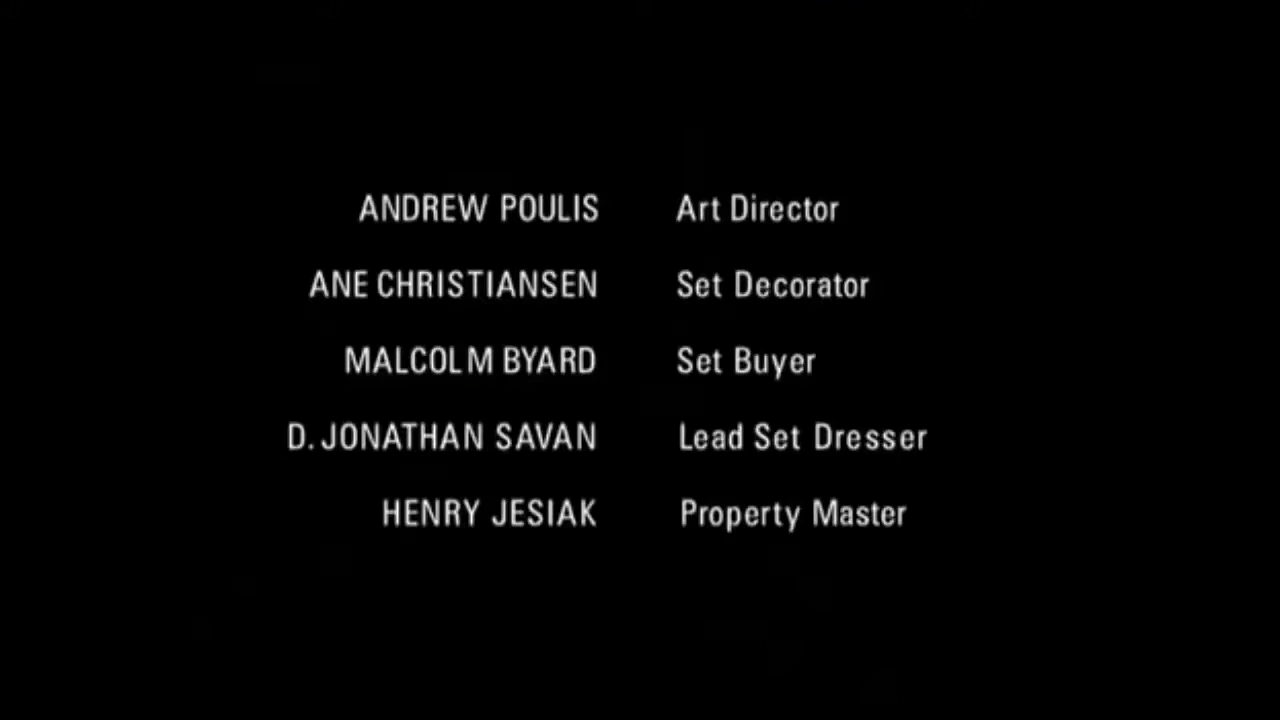 ANDREW POULIS Art Director
ANE CHRISTIANSEN Set Decorator
MALCOLM BYARD Set Buyer
D. JONATHAN SAVAN Lead Set Dresser
HENRY JESIAK Property Master